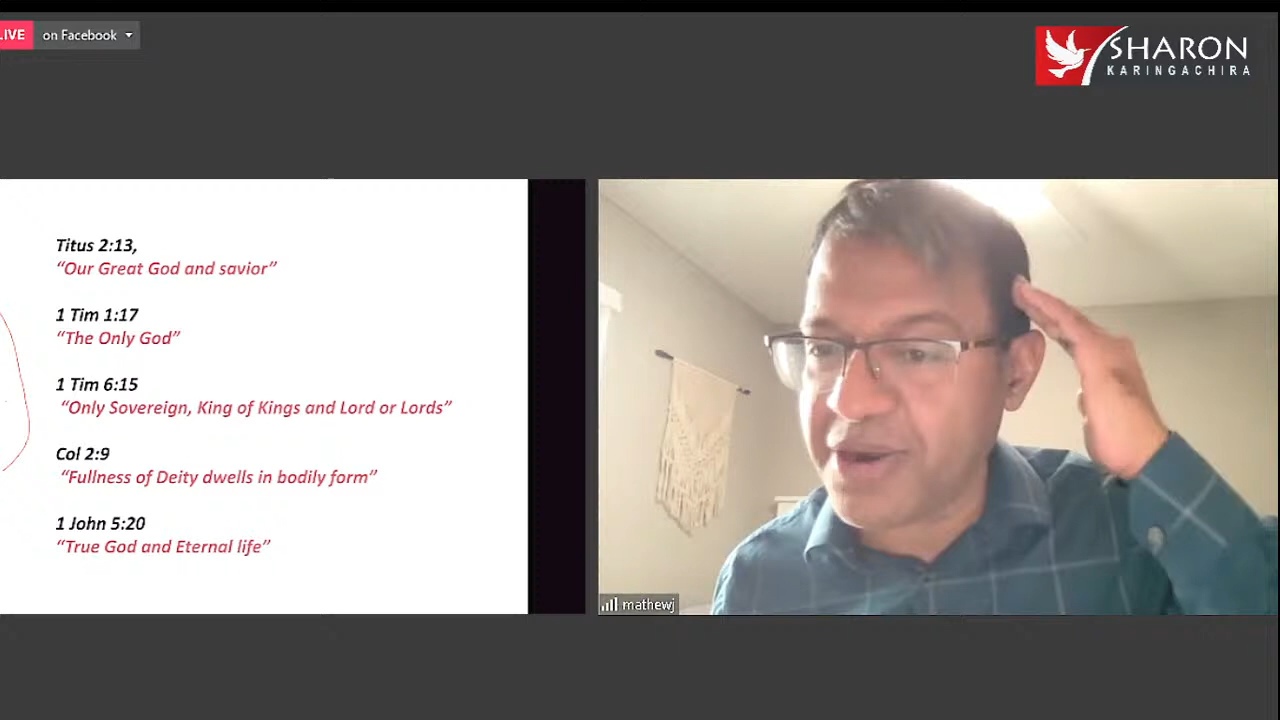 LIVE
on Facebook
SHARON
KARINGACHIRA
Titus 2:13,
“Our Great God and savior”
1 Tim 1:17
“The Only God”
1 Tim 6:15
“Only Sovereign, King of Kings and Lord or Lords”
Col 2:9
“Fullness of Deity dwells in bodily form”
1 John 5:20
“True God and Eternal life”
mathewj